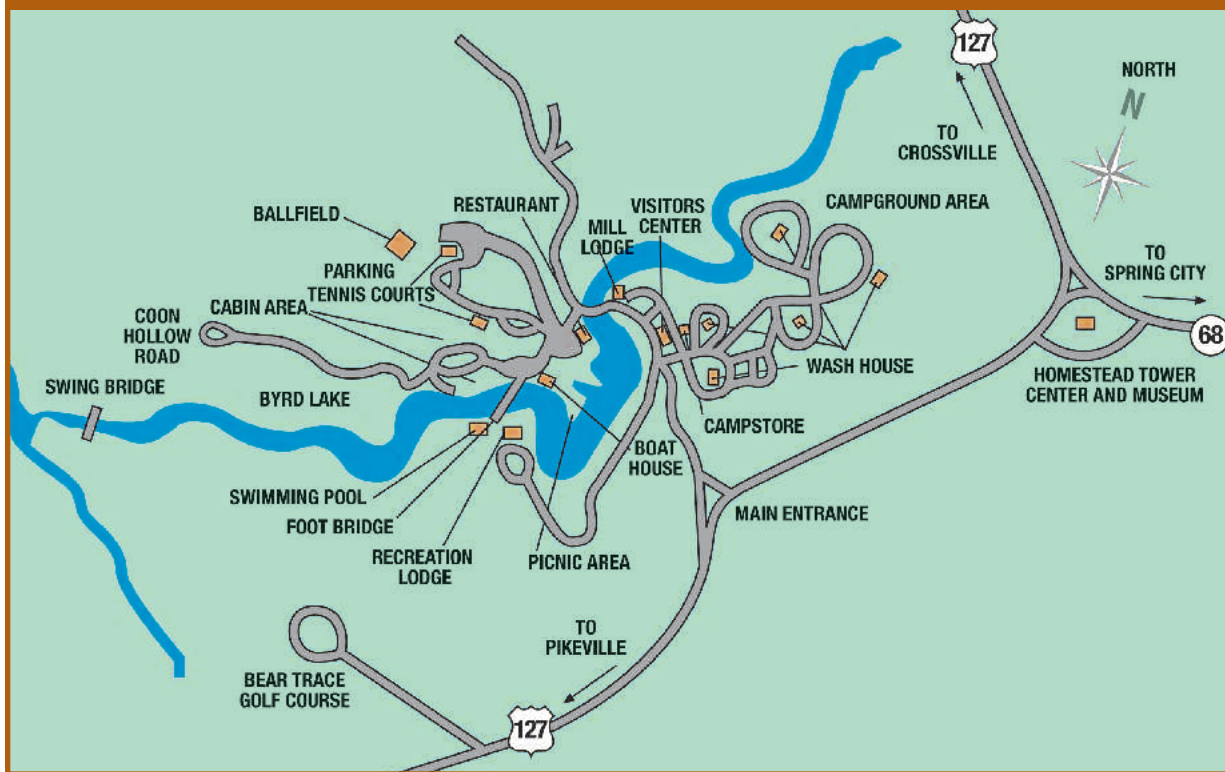 127
NORTH
N
TO
CROSSVILLE
CAMPGROUND AREA
VISITORS
CENTER
RESTAURANT
MILL
LODGE
BALLFIELD
TO
SPRING CITY
PARKING
TENNIS COURTS
CABIN AREA
COON
HOLLOW
ROAD
68
WASH HOUSE
HOMESTEAD TOWER
CENTER AND MUSEUM
SWING BRIDGE
BYRD LAKE
CAMPSTORE
BOAT
HOUSE
SWIMMING POOL
FOOT BRIDGE
MAIN ENTRANCE
RECREATION
LODGE
PICNIC AREA
TO
PIKEVILLE
BEAR TRACE
GOLF COURSE
127